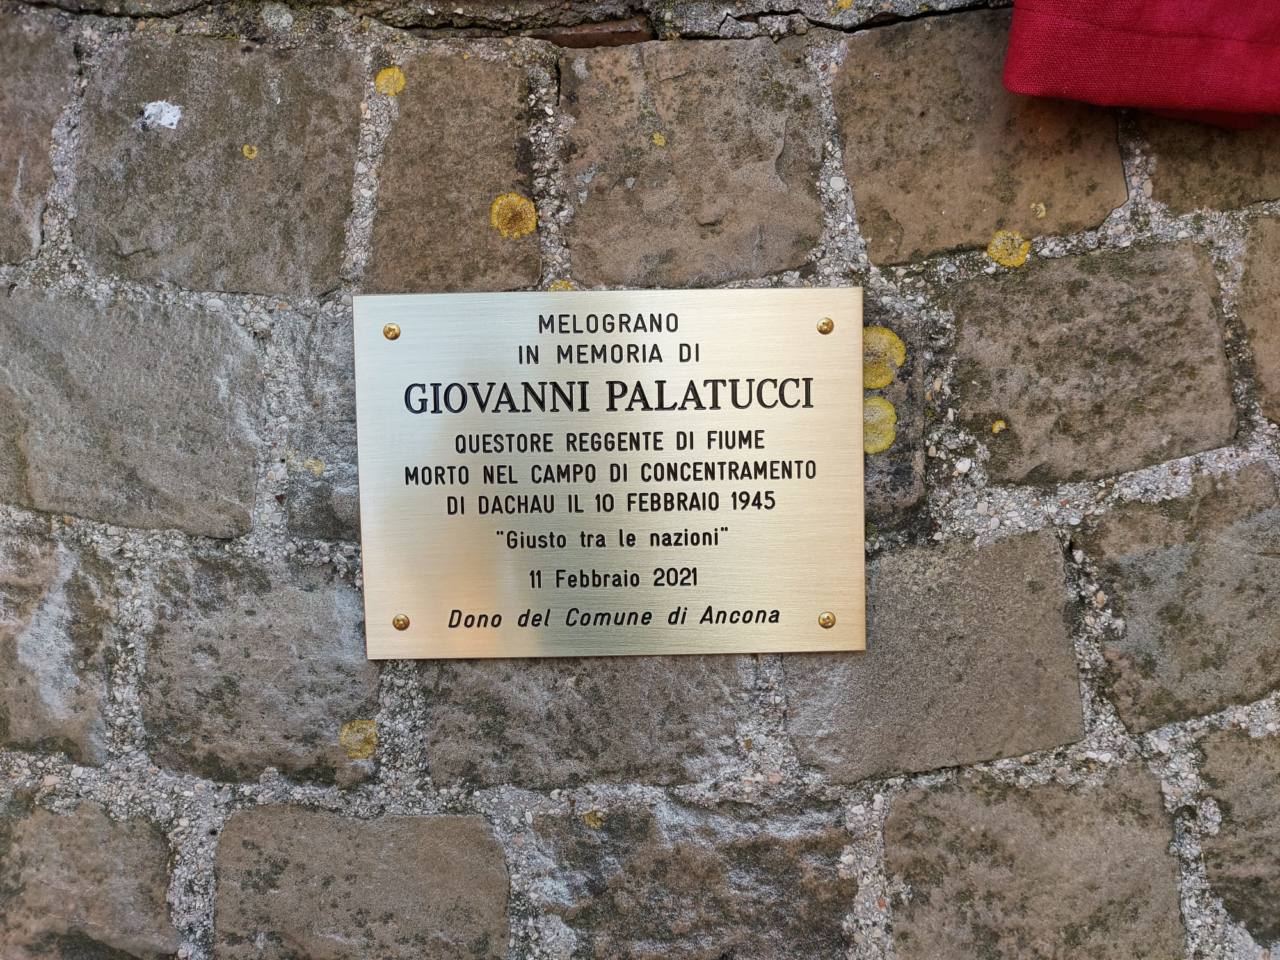 MELOGRANO
IN MEMORIA DI
GIOVANNI PALATUCCI
QUESTORE REGGENTE DI FIUME
MORTO NEL CAMPO DI CONCENTRAMENTO
DI DACHAU IL 10 FEBBRAIO 1945
"Giusto tra le nazioni"
11 Febbraio 2021
Dono del Comune di Ancona